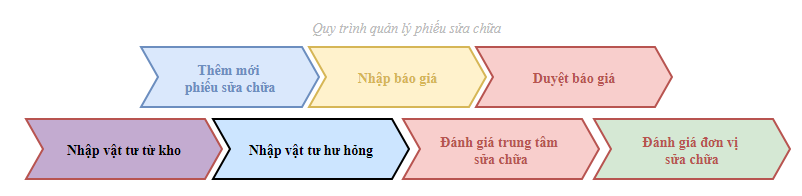 Quy trình quản lý phiếu sửa chữa
Thêm mới
phiếu sửa chữa
Nhập báo giá
Duyệt báo giá
Nhập vật tư từ kho
Nhập vật tư hư hỏng
Đánh giá trung tâm
sửa chữa
Đánh giá đơn vị
sửa chữa